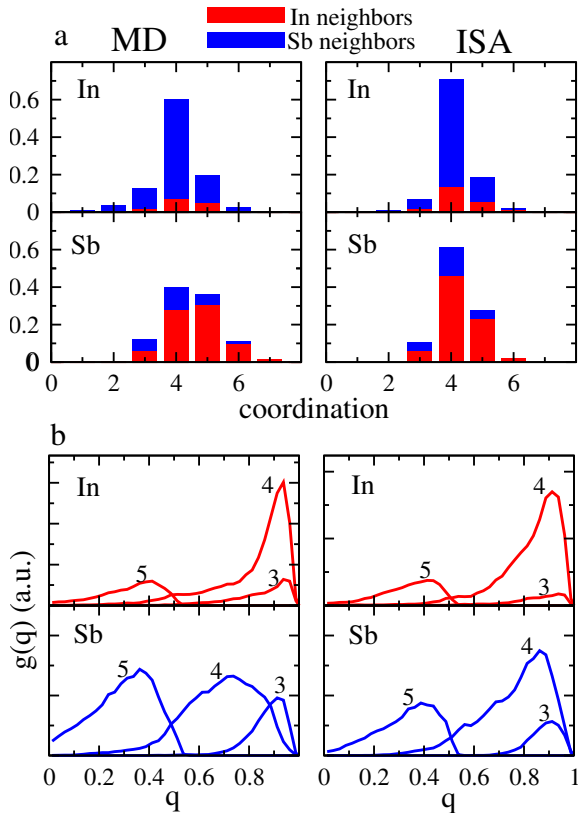 In neighbors
Sb neighbors
a
MD
ISA
In
In
0.6
0.4
0.2
0
Sb
Sb
0.6
0.4
0.2
0
0 2 4 6
0 2 4 6
coordination
b
In
4
5
3
In
4
5
3
g(q) (a.u.)
Sb
5
4
3
Sb
4
5
3
0 0.2 0.4 0.6 0.8
0 0.2 0.4 0.6 0.8 1
q
q